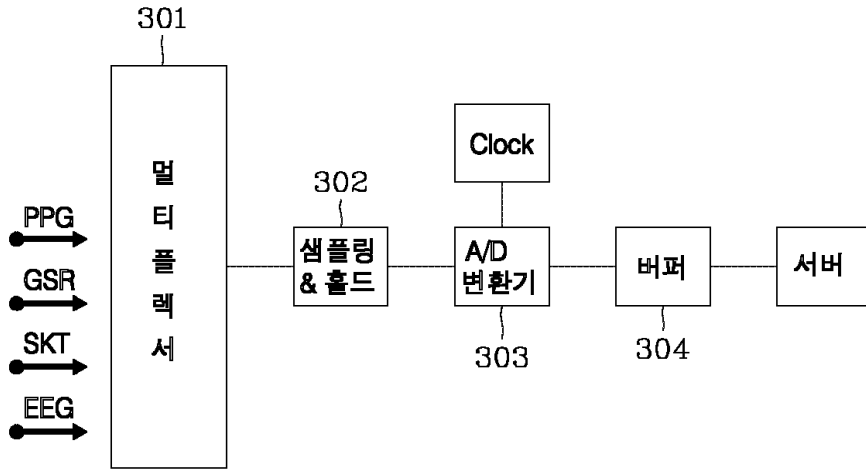 301
멀
티
플
렉
서
PPG
GSR
SKT
EEG
302
샘플링
& 홀드
Clock
A/D
변환기
303
버퍼
304
서버